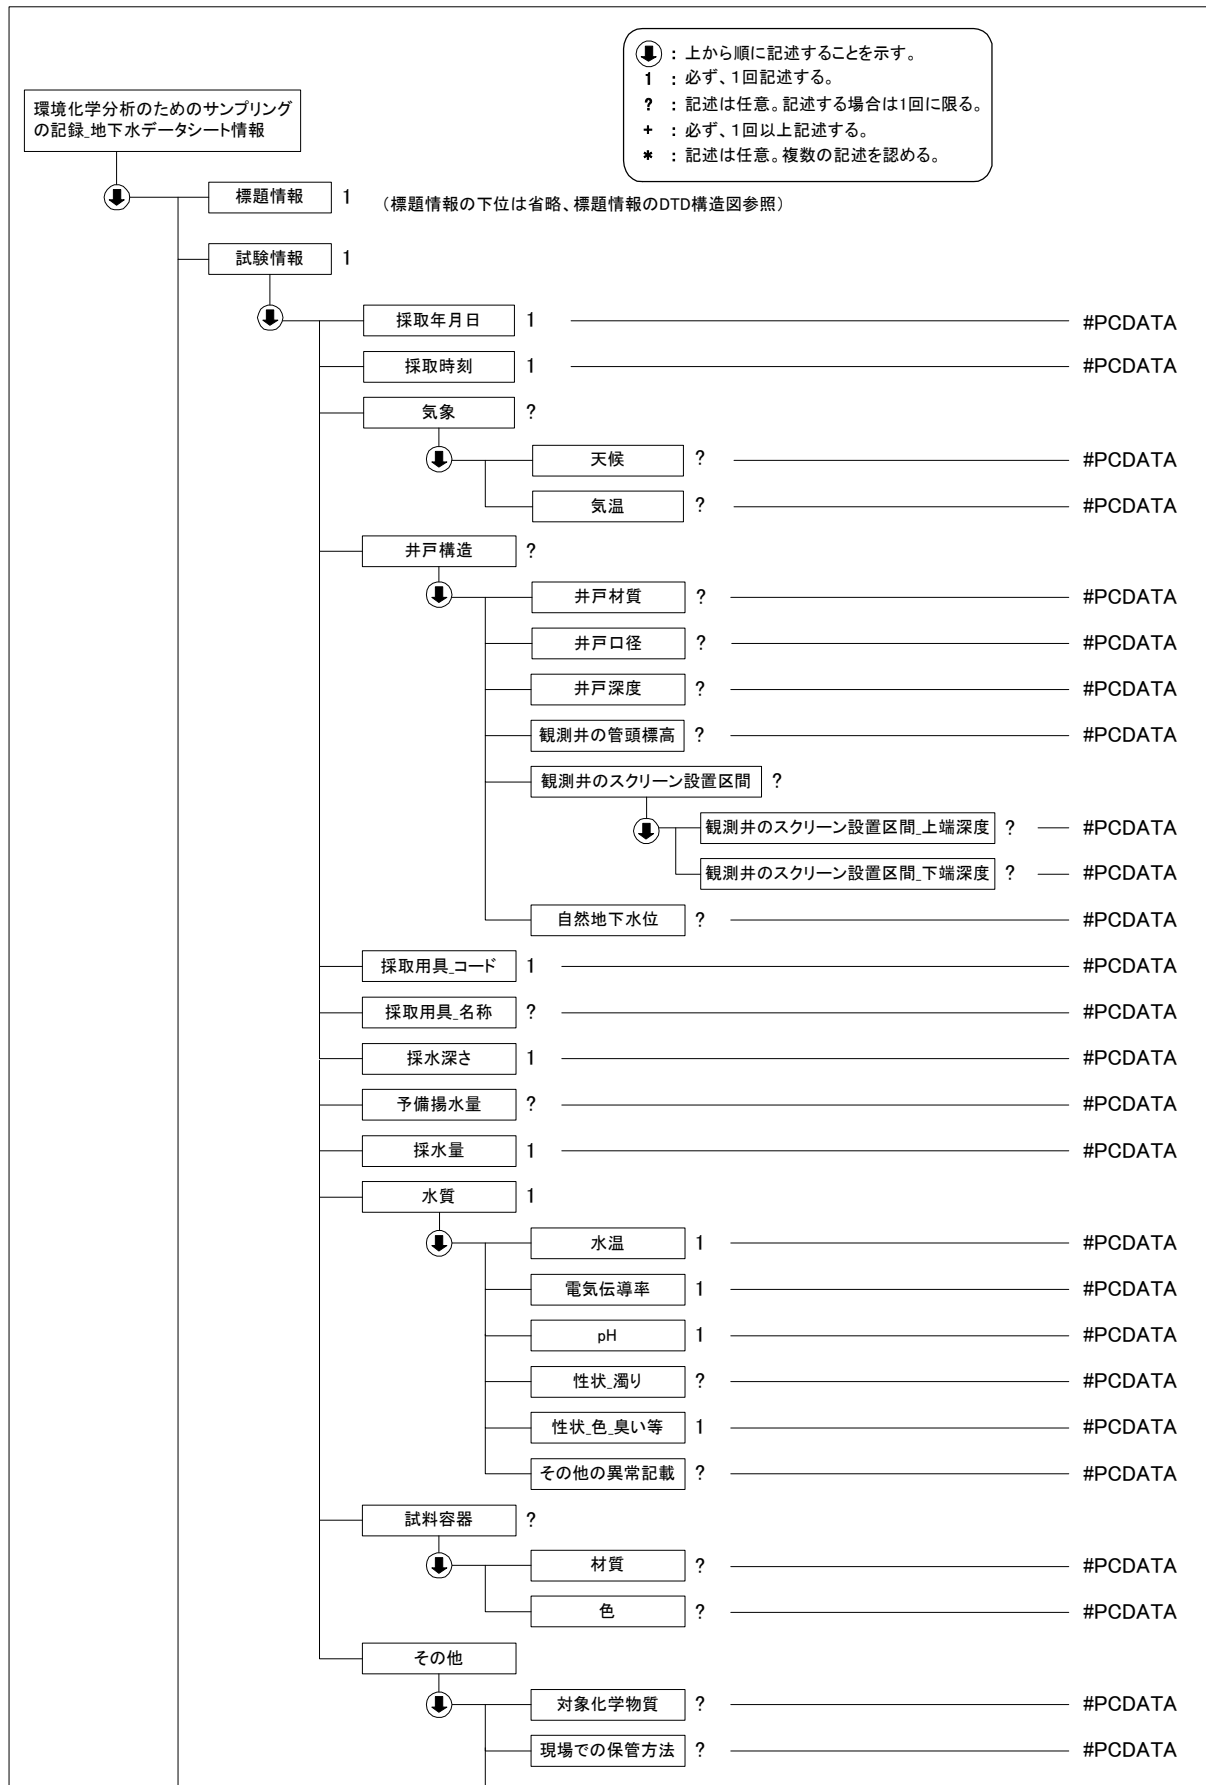 ： 上から順に記述することを示す。
1 ： 必ず、1回記述する。
? ： 記述は任意。記述する場合は1回に限る。
+ ： 必ず、1回以上記述する。
* ： 記述は任意。複数の記述を認める。
環境化学分析のためのサンプリング
の記録_地下水データシート情報
標題情報 1 （標題情報の下位は省略、標題情報のDTD構造図参照）
試験情報 1
採取年月日 1 #PCDATA
採取時刻 1 #PCDATA
気象 ?
天候 ? #PCDATA
気温 ? #PCDATA
井戸構造 ?
井戸材質 ? #PCDATA
井戸口径 ? #PCDATA
井戸深度 ? #PCDATA
観測井の管頭標高 ? #PCDATA
観測井のスクリーン設置区間 ?
観測井のスクリーン設置区間_上端深度 ? #PCDATA
観測井のスクリーン設置区間_下端深度 ? #PCDATA
自然地下水位 ? #PCDATA
採取用具_コード 1 #PCDATA
採取用具_名称 ? #PCDATA
採水深さ 1 #PCDATA
予備揚水量 ? #PCDATA
採水量 1 #PCDATA
水質 1
水温 1 #PCDATA
電気伝導率 1 #PCDATA
pH 1 #PCDATA
性状_濁り ? #PCDATA
性状_色_臭い等 1 #PCDATA
その他の異常記載 ? #PCDATA
試料容器 ?
材質 ? #PCDATA
色 ? #PCDATA
その他
対象化学物質 ? #PCDATA
現場での保管方法 ? #PCDATA